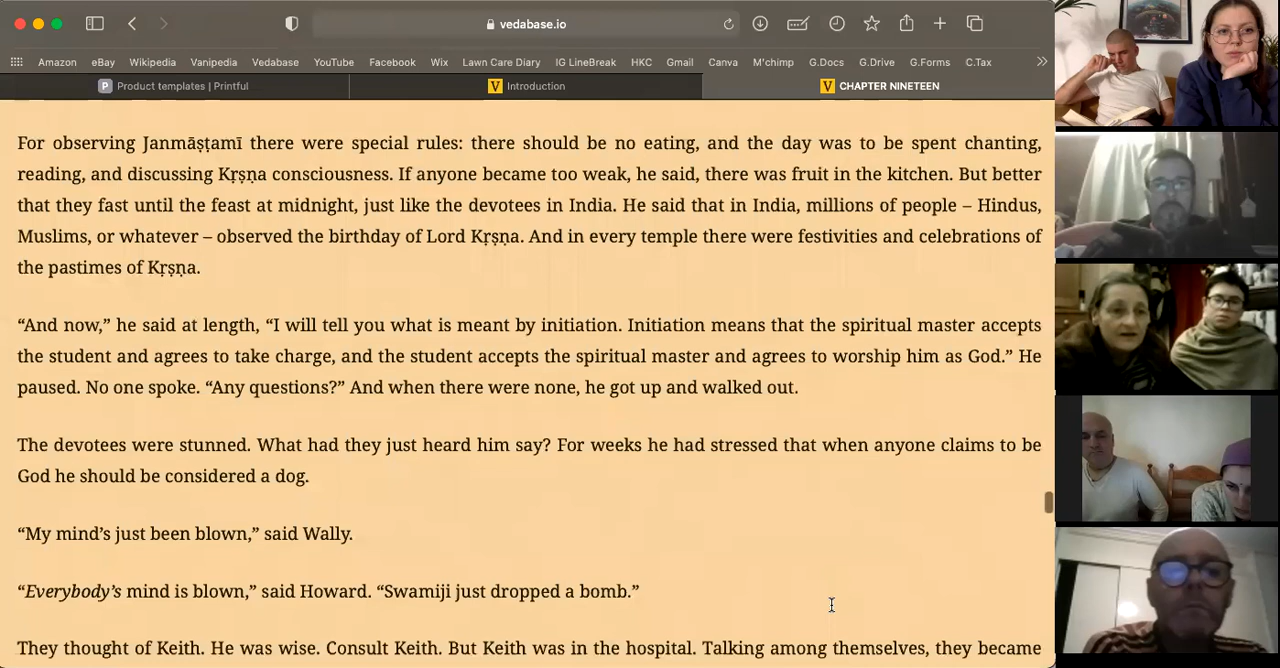 vedabase.io
Amazon eBay Wikipedia Vanipedia Vedabase YouTube Facebook Wix Lawn Care Diary IG LineBreak HKC Gmail Canva M'chimp G.Docs G.Drive G.Forms C.Tax
P Product templates | Printful V Introduction V CHAPTER NINETEEN
For observing Janmāṣṭamī there were special rules: there should be no eating, and the day was to be spent chanting,
reading, and discussing Kṛṣṇa consciousness. If anyone became too weak, he said, there was fruit in the kitchen. But better
that they fast until the feast at midnight, just like the devotees in India. He said that in India, millions of people – Hindus,
Muslims, or whatever – observed the birthday of Lord Kṛṣṇa. And in every temple there were festivities and celebrations of
the pastimes of Kṛṣṇa.
“And now,” he said at length, “I will tell you what is meant by initiation. Initiation means that the spiritual master accepts
the student and agrees to take charge, and the student accepts the spiritual master and agrees to worship him as God.” He
paused. No one spoke. “Any questions?” And when there were none, he got up and walked out.
The devotees were stunned. What had they just heard him say? For weeks he had stressed that when anyone claims to be
God he should be considered a dog.
“My mind’s just been blown,” said Wally.
“Everybody’s mind is blown,” said Howard. “Swamiji just dropped a bomb.”
They thought of Keith. He was wise. Consult Keith. But Keith was in the hospital. Talking among themselves, they became